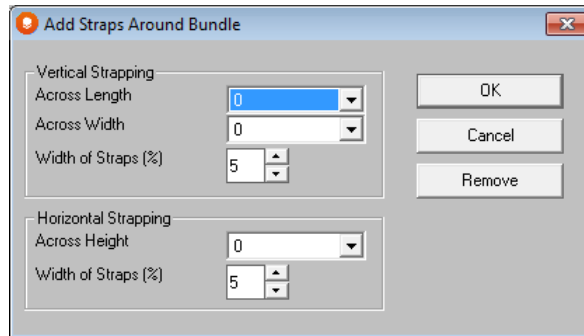 Add Straps Around Bundle
Vertical Strapping
Across Length 0
Across Width 0
Width of Straps (%) 5
OK
Cancel
Remove
Horizontal Strapping
Across Height 0
Width of Straps (%) 5